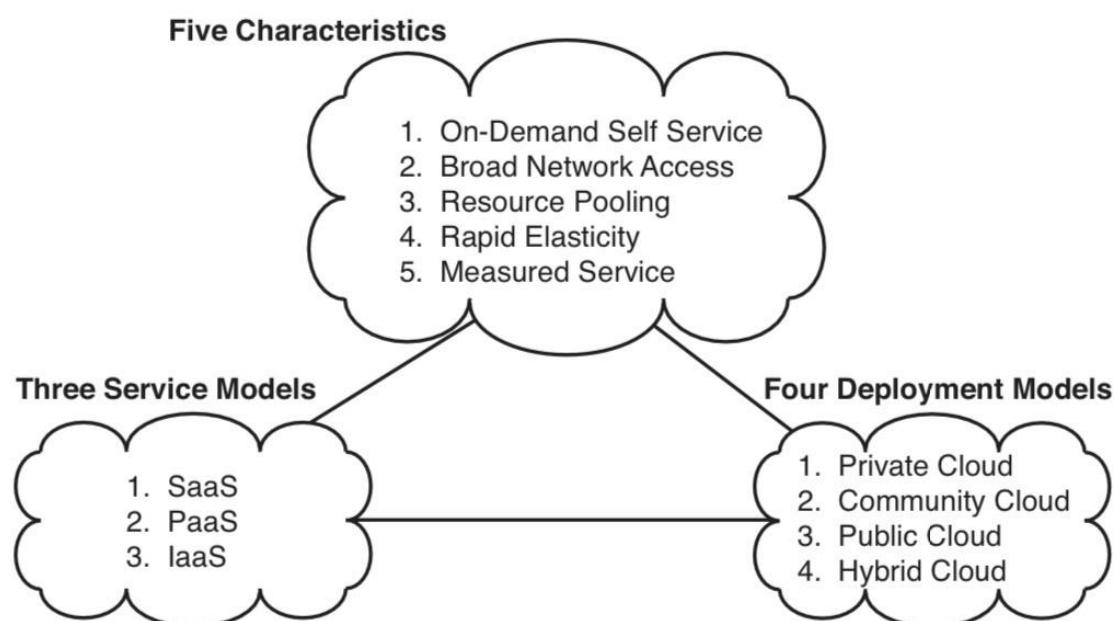 Five Characteristics
1. On-Demand Self Service
2. Broad Network Access
3. Resource Pooling
4. Rapid Elasticity
5. Measured Service
Three Service Models
1. SaaS
2. PaaS
3. IaaS
Four Deployment Models
1. Private Cloud
2. Community Cloud
3. Public Cloud
4. Hybrid Cloud